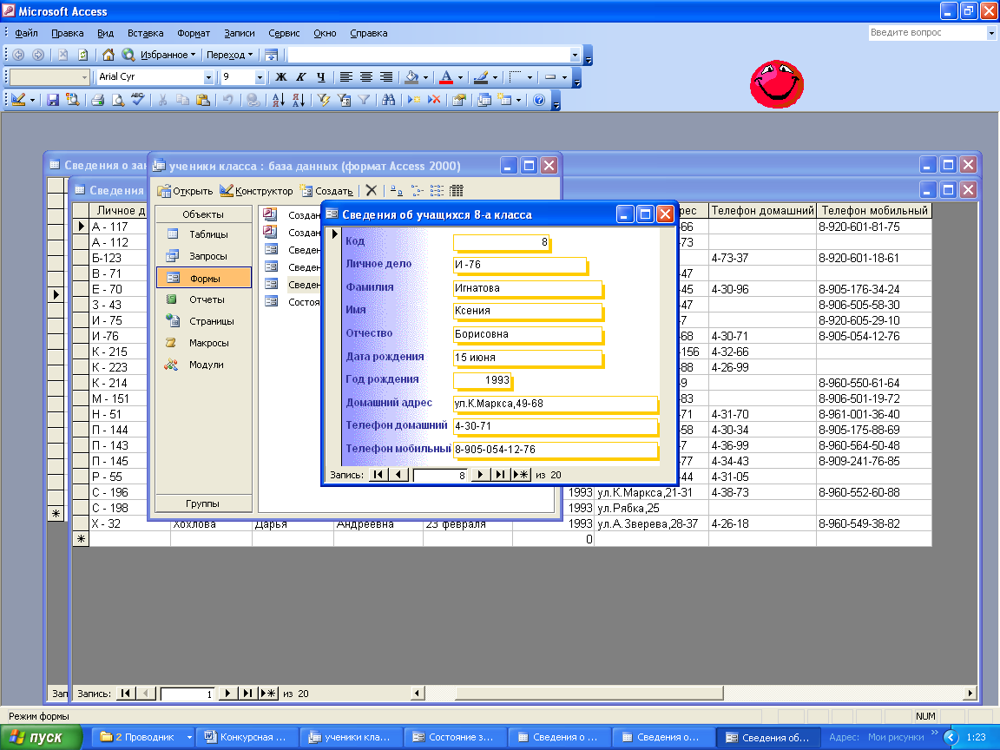 Microsoft Access
Файл Правка Вид Вставка Формат Записи Сервис Окно Справка
Введите вопрос
Избранное Переход
Arial Cyr 9 Ж К Ч
Сведения о
ученики класса : база данных (формат Access 2000)
Открыть Конструктор Создать
Сведения
Объекты
Таблицы
Запросы
Формы
Отчеты
Страницы
Макросы
Модули
Группы
Сведения об учащихся 8-а класса
Код 8
Личное дело И -76
Фамилия Игнатова
Имя Ксения
Отчество Борисовна
Дата рождения 15 июня
Год рождения 1993
Домашний адрес ул.К.Маркса,49-68
Телефон домашний 4-30-71
Телефон мобильный 8-905-054-12-76
Запись: 8 из 20
Личное д рес Телефон домашний Телефон мобильный
А - 117 -66 8-920-601-81-75
А - 112 -73
Б-123 4-73-37 8-920-601-18-61
В - 71 -47
Е - 70 -45 4-30-96 8-905-176-34-24
З - 43 -47 8-906-505-58-30
И - 75 -7 8-920-605-29-10
И -76 -68 4-30-71 8-905-054-12-76
К - 215 -156 4-32-66
К - 223 -88 4-26-99
К - 214 -9 8-960-550-61-64
М - 151 -83 8-906-501-19-72
Н - 51 -71 4-31-70 8-961-001-36-40
П - 144 -58 4-30-34 8-905-175-88-69
П - 143 -7 4-36-99 8-960-564-50-48
П - 145 -77 4-34-43 8-909-241-76-85
Р - 55 -44 4-31-05
С - 196 1993 ул.К.Маркса,21-31 4-38-73 8-960-552-60-88
С - 198 1993 ул.Рябка,25
Х - 32 Хохлова Дарья Андреевна 23 февраля 1993 ул.А.Зверева,28-37 4-26-18 8-960-549-38-82
0
Зап Запись: 1 из 20
Режим формы NUM
пуск 2 Проводник Конкурсная ... ученики кла... Состояние з... Сведения о ... Сведения о... Сведения об... Адрес: Мои рисунки 1:23